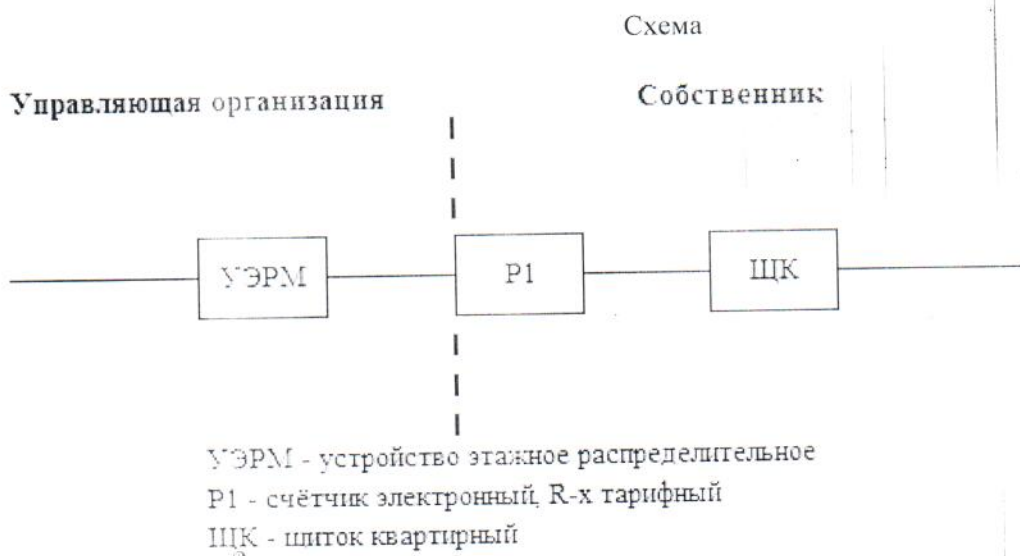 Схема
Управляющая организация
Собственник
УЭРМ
Р1
ЩК
УЭРМ - устройство этажное распределительное
Р1 - счётчик электронный, R-х тарифный
ЩК - щиток квартирный